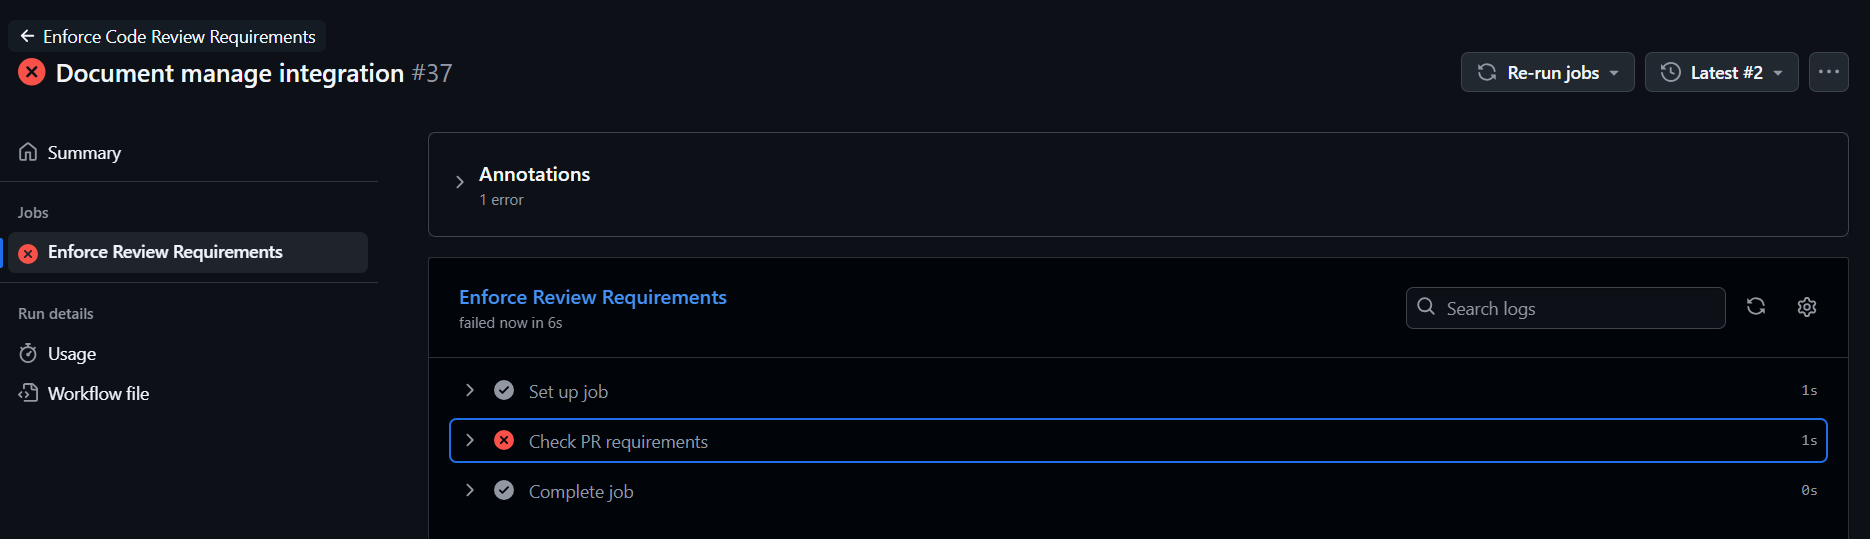 Enforce Code Review Requirements
Document manage integration #37
Re-run jobs
Latest #2
Summary
Jobs
Enforce Review Requirements
Run details
Usage
Workflow file
Annotations
1 error
Enforce Review Requirements
failed now in 6s
Search logs
Set up job 1s
Check PR requirements 1s
Complete job 0s